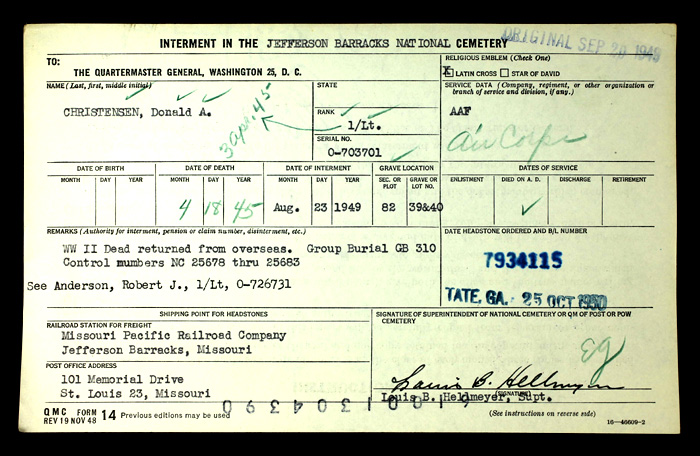 INTERMENT IN THE JEFFERSON BARRACKS NATIONAL CEMETERY
ORIGINAL SEP 20 1949
TO:
THE QUARTERMASTER GENERAL, WASHINGTON 25, D. C.
RELIGIOUS EMBLEM (Check One)
X LATIN CROSS STAR OF DAVID
NAME (Last, first, middle initial)
CHRISTENSEN, Donald A.
3 apr. 45
STATE
RANK
1/Lt.
SERIAL NO.
O-703701
SERVICE DATA (Company, regiment, or other organization or branch of service and division, if any.)
AAF
Air Corps
DATE OF BIRTH
DATE OF DEATH
DATE OF INTERMENT
GRAVE LOCATION
DATES OF SERVICE
MONTH DAY YEAR
MONTH DAY YEAR
MONTH DAY YEAR
SEC. OR PLOT
GRAVE OR LOT NO.
ENLISTMENT
DIED ON A. D.
DISCHARGE
RETIREMENT
4 18 45
Aug. 23 1949
82
39&40
REMARKS (Authority for interment, pension or claim number, disinterment, etc.)
WW II Dead returned from overseas. Group Burial GB 310
Control mumbers NC 25678 thru 25683
See Anderson, Robert J., 1/Lt, O-726731
DATE HEADSTONE ORDERED AND B/L NUMBER
7934115
TATE, GA. 25 OCT 1950
SHIPPING POINT FOR HEADSTONES
RAILROAD STATION FOR FREIGHT
Missouri Pacific Railroad Company
Jefferson Barracks, Missouri
POST OFFICE ADDRESS
101 Memorial Drive
St. Louis 23, Missouri
SIGNATURE OF SUPERINTENDENT OF NATIONAL CEMETERY OR QM OF POST OR POW CEMETERY
eg
Louis B. Hellmeyer
(SIGNATURE)
Louis B. Hellmeyer, Supt.
QMC FORM 14 Previous editions may be used
REV 19 NOV 48
(See instructions on reverse side)
16—46609-2